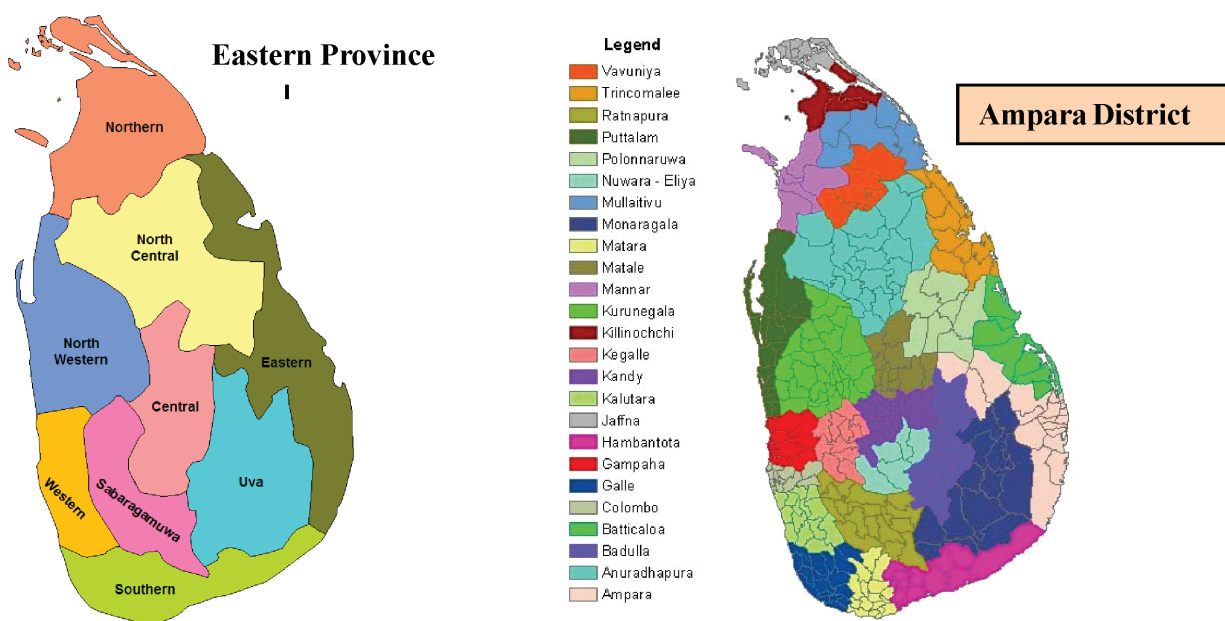 Eastern Province
Northern
North
Central
North
Western
Eastern
Central
Uva
Western
Sabaragamuwa
Southern
Legend
Vavuniya
Trincomalee
Ratnapura
Puttalam
Polonnaruwa
Nuwara - Eliya
Mullaitivu
Monaragala
Matara
Matale
Mannar
Kurunegala
Killinochchi
Kegalle
Kandy
Kalutara
Jaffna
Hambantota
Gampaha
Galle
Colombo
Batticaloa
Badulla
Anuradhapura
Ampara
Ampara District